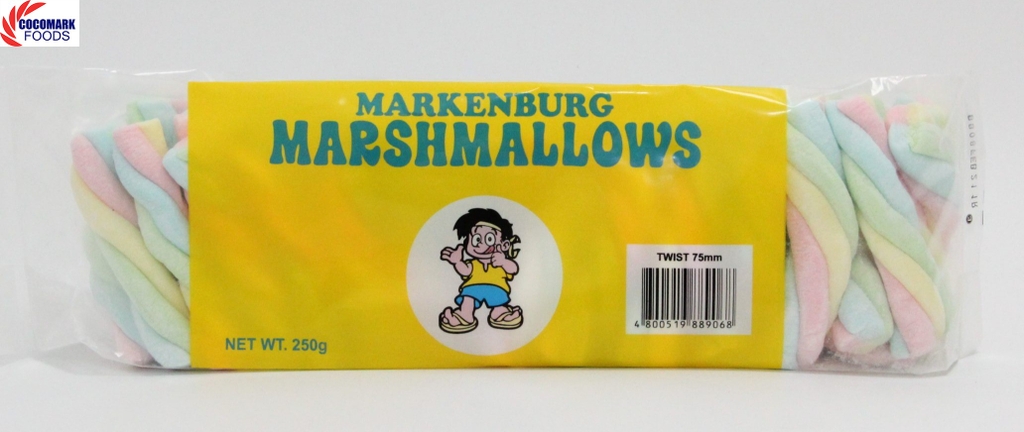 COCOMARK
FOODS
MARKENBURG
MARSHMALLOWS
TWIST 75mm
4 800519 889068
NET WT. 250g